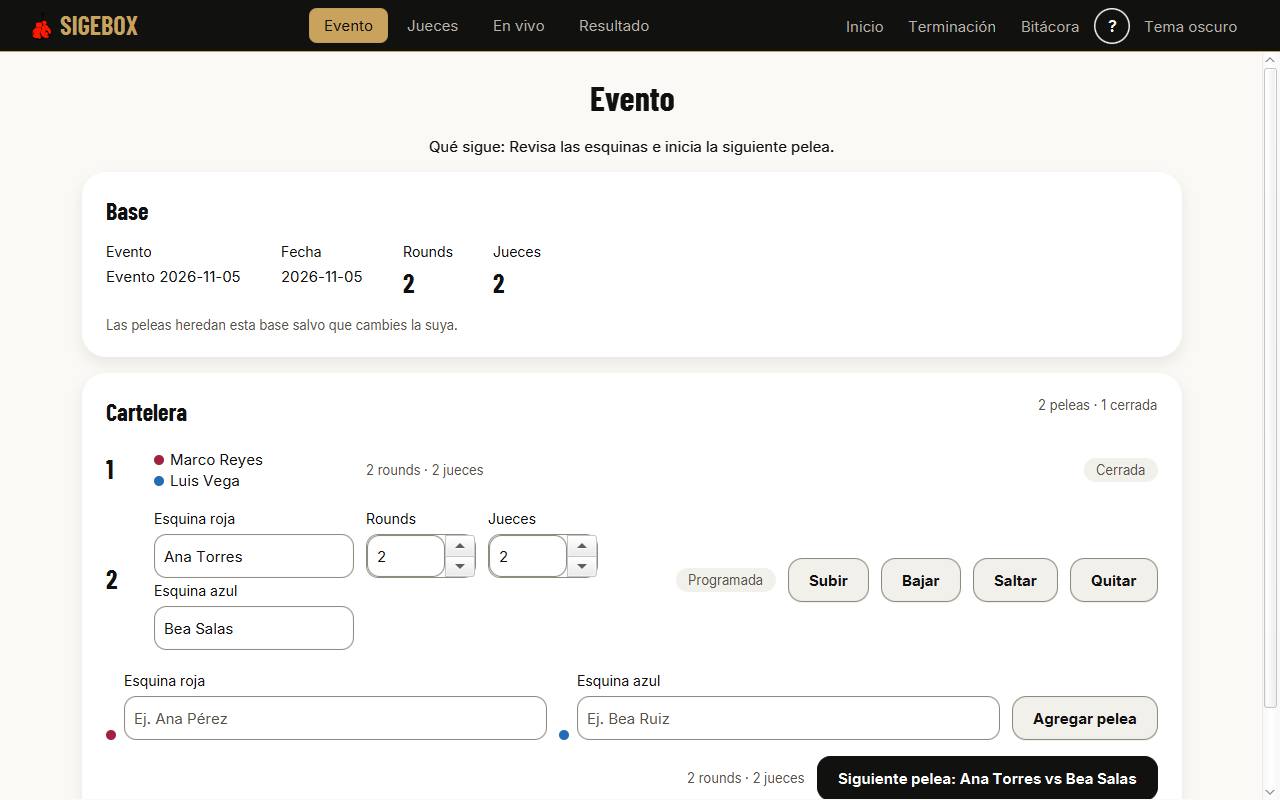 SIGEBOX
Evento Jueces En vivo Resultado
Inicio Terminación Bitácora ? Tema oscuro
Evento
Qué sigue: Revisa las esquinas e inicia la siguiente pelea.
Base
Evento Fecha Rounds Jueces
Evento 2026-11-05 2026-11-05 2 2
Las peleas heredan esta base salvo que cambies la suya.
Cartelera
2 peleas · 1 cerrada
1
Marco Reyes
Luis Vega
2 rounds · 2 jueces
Cerrada
2
Esquina roja Rounds Jueces
Ana Torres 2 2
Esquina azul
Bea Salas
Programada Subir Bajar Saltar Quitar
Esquina roja Esquina azul
Ej. Ana Pérez Ej. Bea Ruiz Agregar pelea
2 rounds · 2 jueces Siguiente pelea: Ana Torres vs Bea Salas